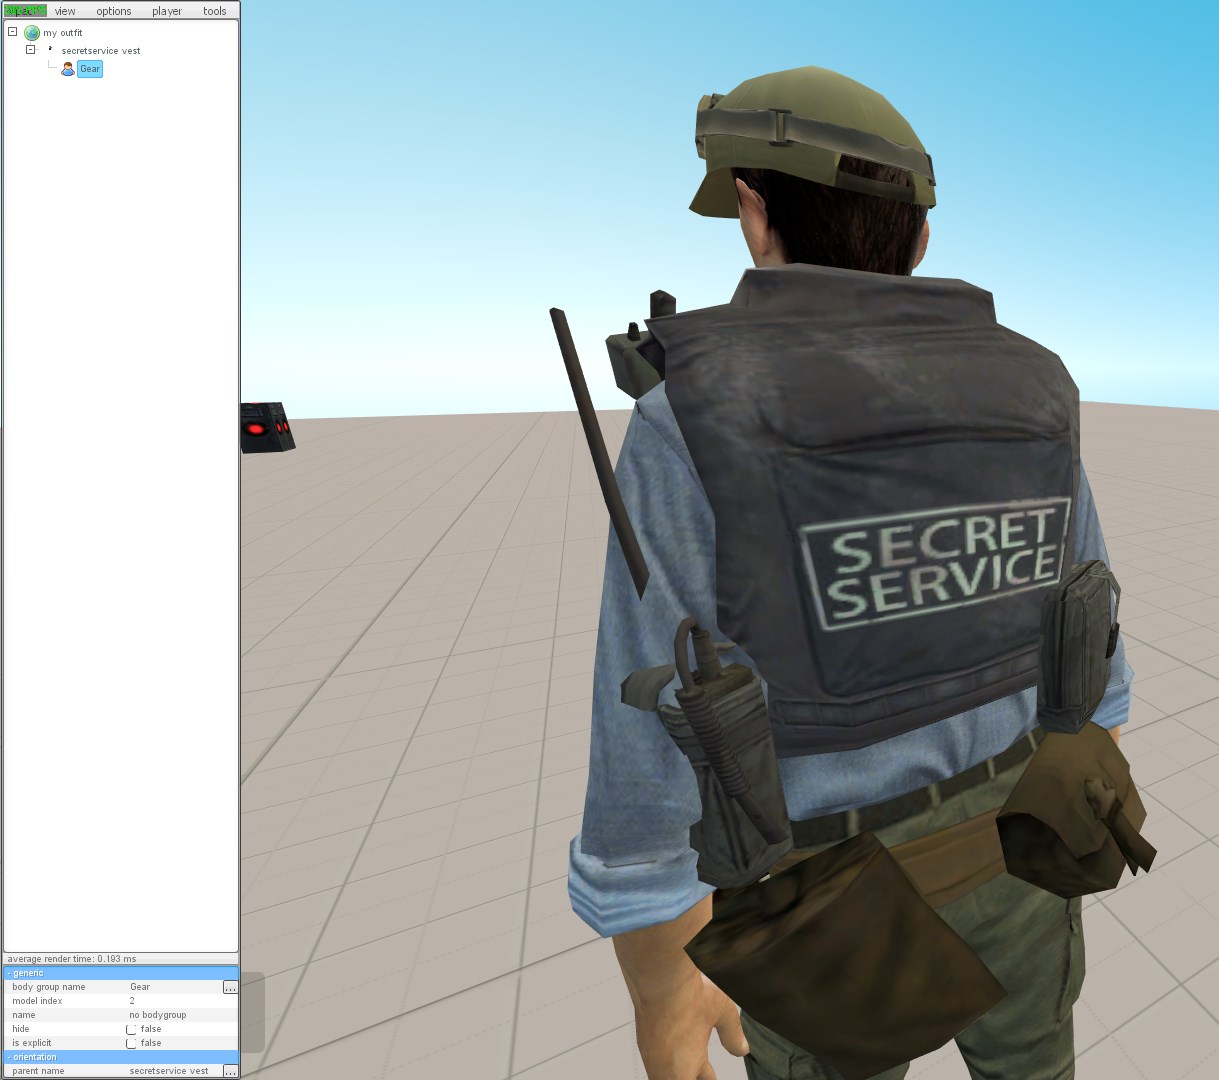 view options player tools
my outfit
secretservice vest
Gear
average render time: 0.193 ms
- generic
body group name Gear ...
model index 2
name no bodygroup
hide false
is explicit false
- orientation
parent name secretservice vest ...
SECRET
SERVICE